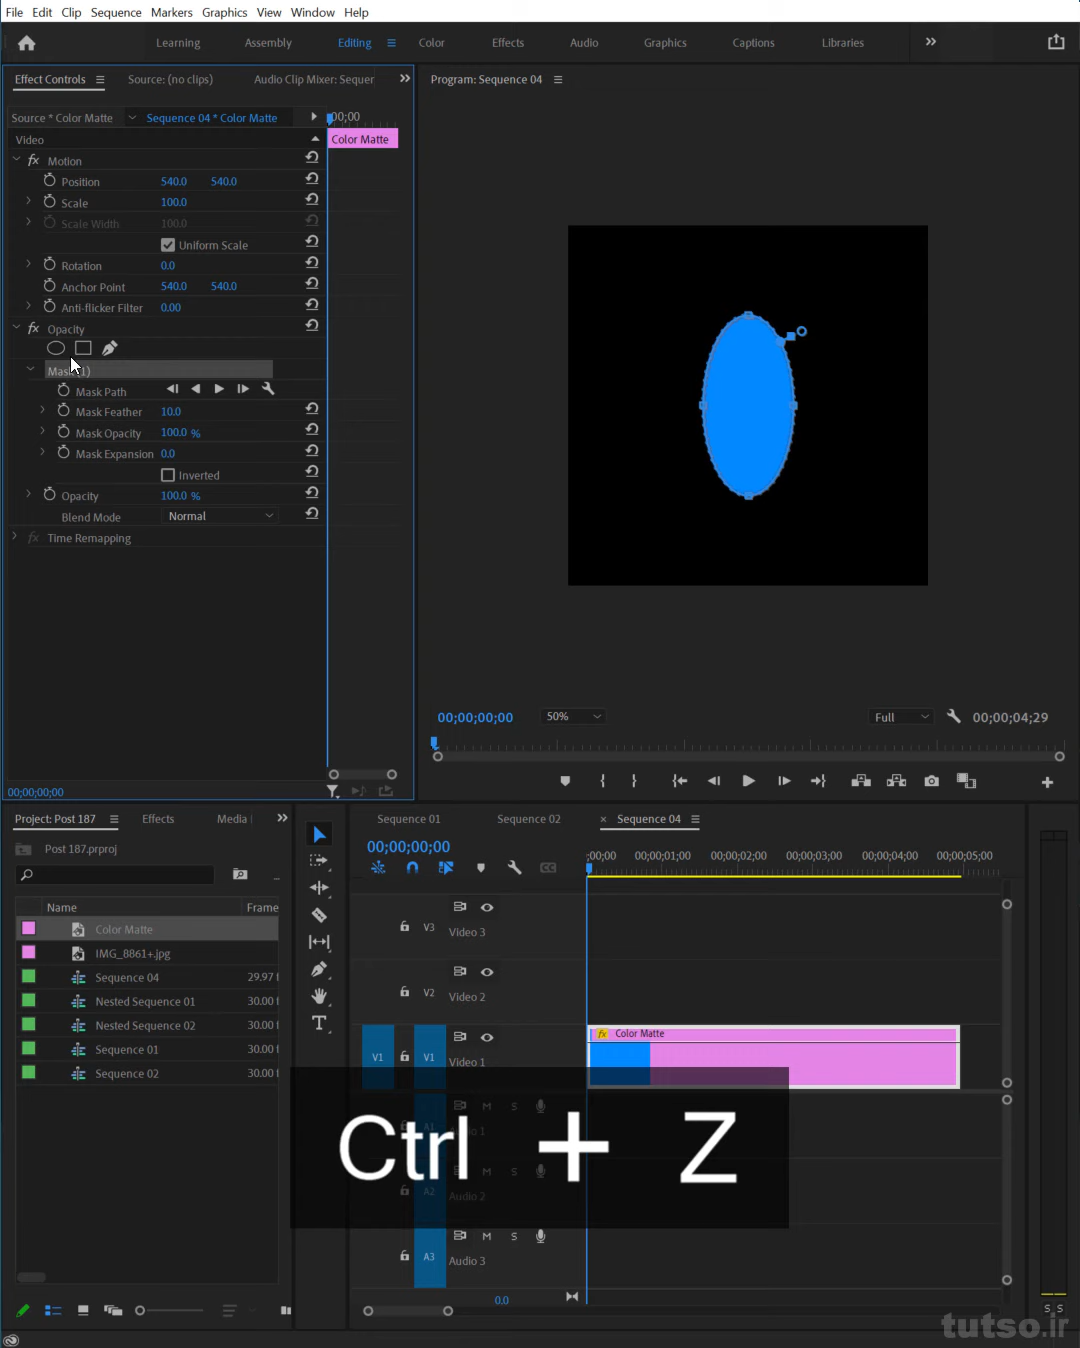 File Edit Clip Sequence Markers Graphics View Window Help
Learning Assembly Editing Color Effects Audio Graphics Captions Libraries
Effect Controls Source: (no clips) Audio Clip Mixer: Sequer
Program: Sequence 04
Source * Color Matte Sequence 04 * Color Matte :00;00
Video Color Matte
fx Motion
Position 540.0 540.0
Scale 100.0
Scale Width 100.0
Uniform Scale
Rotation 0.0
Anchor Point 540.0 540.0
Anti-flicker Filter 0.00
fx Opacity
Mask (1)
Mask Path
Mask Feather 10.0
Mask Opacity 100.0 %
Mask Expansion 0.0
Inverted
Opacity 100.0 %
Blend Mode Normal
fx Time Remapping
00;00;00;00 50% Full 00;00;04;29
00;00;00;00
Project: Post 187 Effects Media
Post 187.prproj
Name Frame
Color Matte
IMG_8861+.jpg
Sequence 04 29.97 f
Nested Sequence 01 30.00 f
Nested Sequence 02 30.00 f
Sequence 01 30.00 f
Sequence 02 30.00 f
Sequence 01 Sequence 02 × Sequence 04
00;00;00;00
;00;00 00;00;01;00 00;00;02;00 00;00;03;00 00;00;04;00 00;00;05;00
V3 Video 3
V2 Video 2
V1 V1 Video 1
fx Color Matte
M S
Ctrl + Z
A2 M S Audio 2
A3 M S Audio 3
0.0
S S
tutso.ir